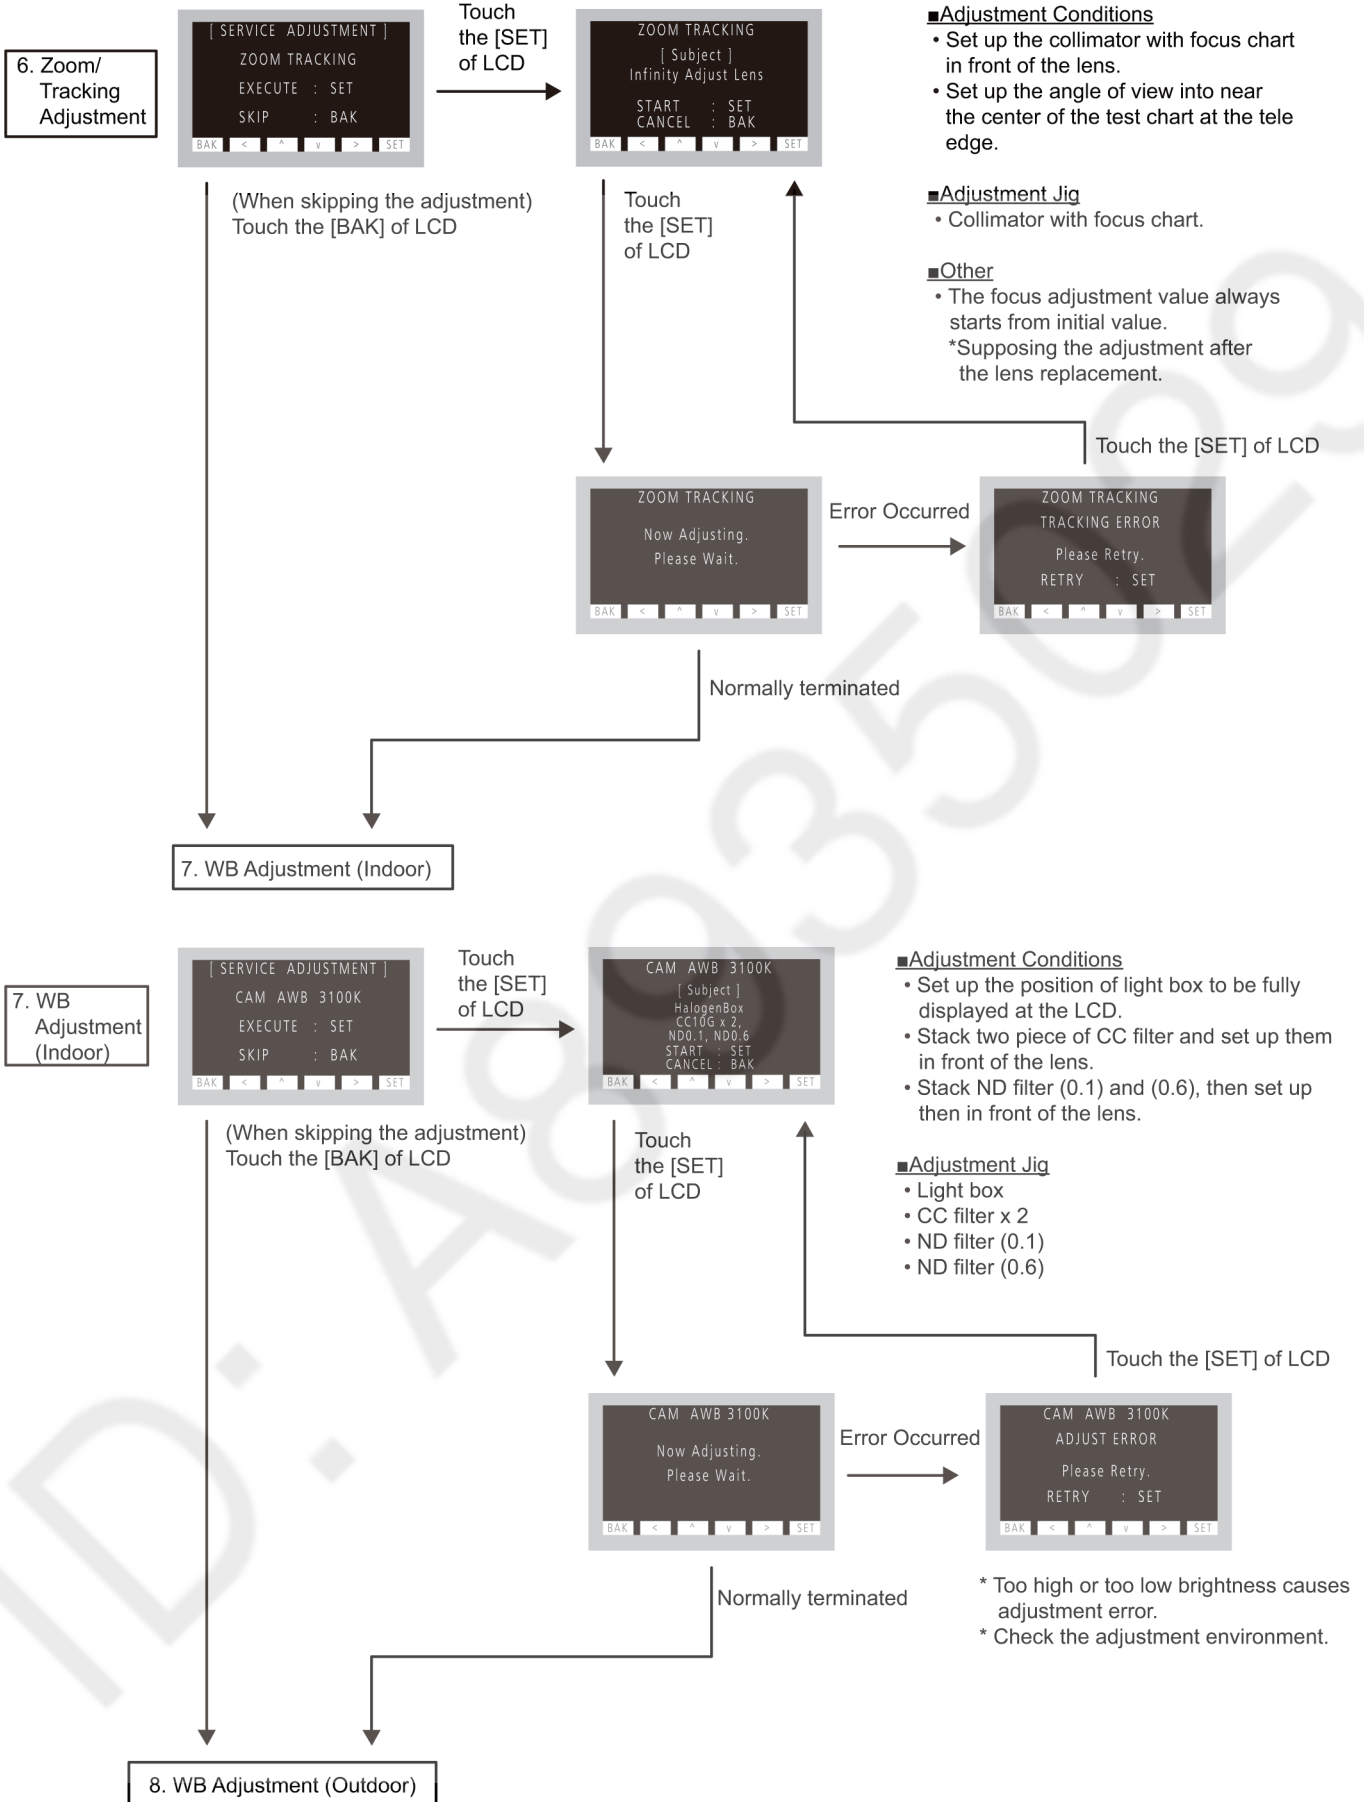 6. Zoom/
Tracking
Adjustment
[ SERVICE ADJUSTMENT ]
ZOOM TRACKING
EXECUTE : SET
SKIP : BAK
BAK < ^ v > SET
Touch
the [SET]
of LCD
ZOOM TRACKING
[ Subject ]
Infinity Adjust Lens
START : SET
CANCEL : BAK
BAK < ^ v > SET
■Adjustment Conditions
• Set up the collimator with focus chart
in front of the lens.
• Set up the angle of view into near
the center of the test chart at the tele
edge.
■Adjustment Jig
• Collimator with focus chart.
■Other
• The focus adjustment value always
starts from initial value.
*Supposing the adjustment after
the lens replacement.
(When skipping the adjustment)
Touch the [BAK] of LCD
Touch
the [SET]
of LCD
Touch the [SET] of LCD
ZOOM TRACKING
Now Adjusting.
Please Wait.
BAK < ^ v > SET
Error Occurred
ZOOM TRACKING
TRACKING ERROR
Please Retry.
RETRY : SET
BAK < ^ v > SET
Normally terminated
7. WB Adjustment (Indoor)
7. WB
Adjustment
(Indoor)
[ SERVICE ADJUSTMENT ]
CAM AWB 3100K
EXECUTE : SET
SKIP : BAK
BAK < ^ v > SET
Touch
the [SET]
of LCD
CAM AWB 3100K
[ Subject ]
HalogenBox
CC10G x 2,
ND0.1, ND0.6
START : SET
CANCEL : BAK
BAK < ^ v > SET
■Adjustment Conditions
• Set up the position of light box to be fully
displayed at the LCD.
• Stack two piece of CC filter and set up them
in front of the lens.
• Stack ND filter (0.1) and (0.6), then set up
then in front of the lens.
■Adjustment Jig
• Light box
• CC filter x 2
• ND filter (0.1)
• ND filter (0.6)
(When skipping the adjustment)
Touch the [BAK] of LCD
Touch
the [SET]
of LCD
Touch the [SET] of LCD
CAM AWB 3100K
Now Adjusting.
Please Wait.
BAK < ^ v > SET
Error Occurred
CAM AWB 3100K
ADJUST ERROR
Please Retry.
RETRY : SET
BAK < ^ v > SET
Normally terminated
* Too high or too low brightness causes
adjustment error.
* Check the adjustment environment.
8. WB Adjustment (Outdoor)
ID: A8935029